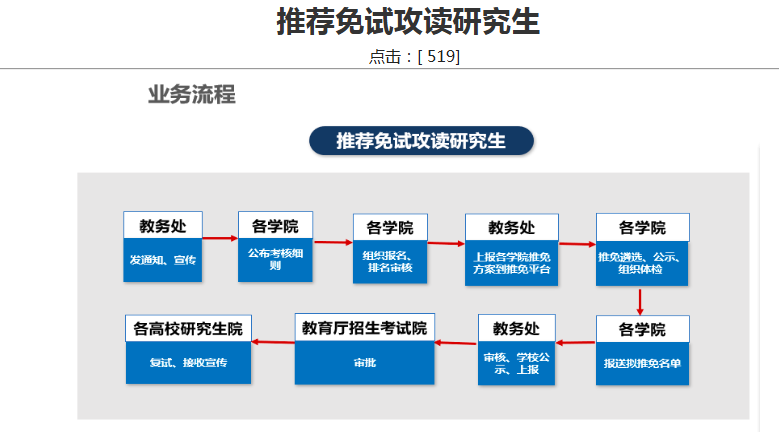 推荐免试攻读研究生
点击：[ 519]
业务流程
推荐免试攻读研究生
教务处
发通知、宣传
各学院
公布考核细
则
各学院
组织报名、
排名审核
教务处
上报各学院推免
方案到推免平台
各学院
推免遴选、公示、
组织体检
各学院
报送拟推免名单
教务处
审核、学校公
示、上报
教育厅招生考试院
审批
各高校研究生院
复试、接收宣传